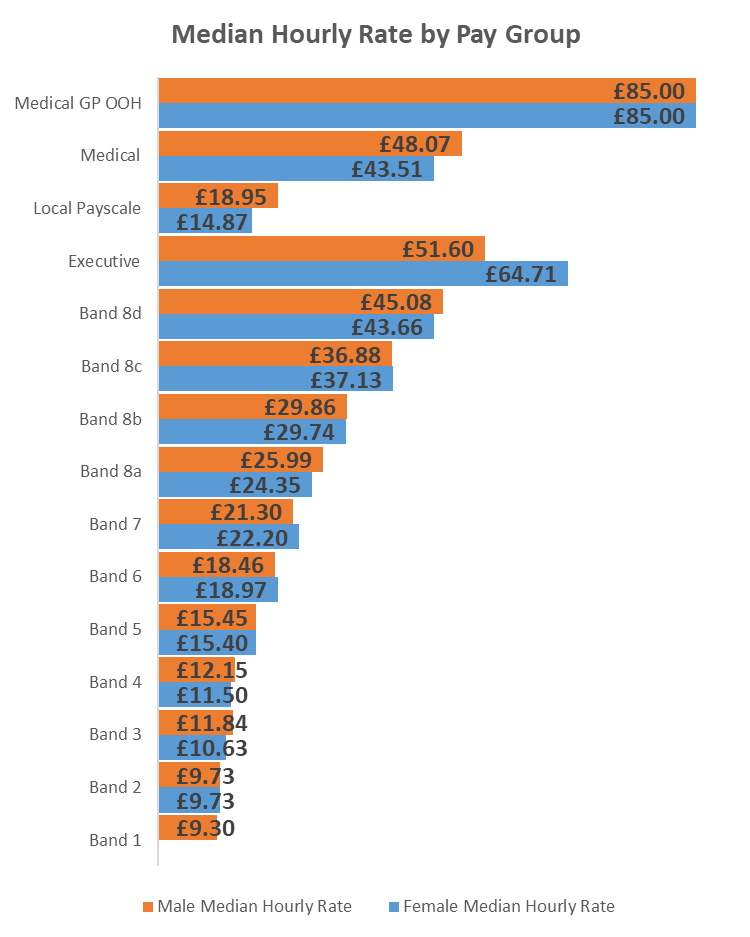 Median Hourly Rate by Pay Group
Medical GP OOH
£85.00
£85.00
Medical
£48.07
£43.51
Local Payscale
£18.95
£14.87
Executive
£51.60
£64.71
Band 8d
£45.08
£43.66
Band 8c
£36.88
£37.13
Band 8b
£29.86
£29.74
Band 8a
£25.99
£24.35
Band 7
£21.30
£22.20
Band 6
£18.46
£18.97
Band 5
£15.45
£15.40
Band 4
£12.15
£11.50
Band 3
£11.84
£10.63
Band 2
£9.73
£9.73
Band 1
£9.30
Male Median Hourly Rate
Female Median Hourly Rate